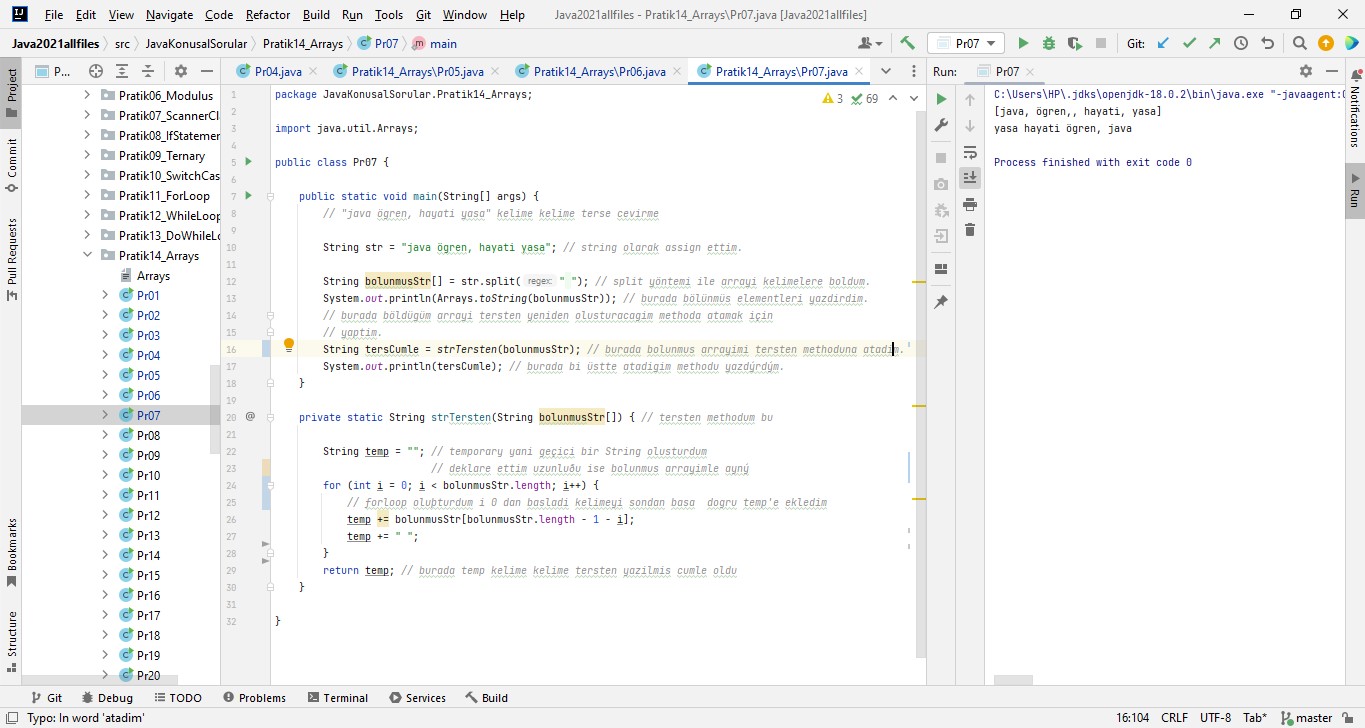 File Edit View Navigate Code Refactor Build Run Tools Git Window Help Java2021allfiles - Pratik14_Arrays\Pr07.java [Java2021allfiles]
Java2021allfiles src JavaKonusalSorular Pratik14_Arrays Pr07 main Pr07 Git:
P... Pr04.java Pratik14_Arrays\Pr05.java Pratik14_Arrays\Pr06.java Pratik14_Arrays\Pr07.java Run: Pr07
Project
Commit
Pull Requests
Bookmarks
Structure
Pratik06_Modulus
Pratik07_ScannerCl
Pratik08_IfStatemer
Pratik09_Ternary
Pratik10_SwitchCas
Pratik11_ForLoop
Pratik12_WhileLoop
Pratik13_DoWhileLo
Pratik14_Arrays
Arrays
Pr01
Pr02
Pr03
Pr04
Pr05
Pr06
Pr07
Pr08
Pr09
Pr10
Pr11
Pr12
Pr13
Pr14
Pr15
Pr16
Pr17
Pr18
Pr19
Pr20
3 69
1 package JavaKonusalSorular.Pratik14_Arrays;
2
3 import java.util.Arrays;
4
5 public class Pr07 {
6
7 public static void main(String[] args) {
8 // "java ögren, hayati yasa" kelime kelime terse cevirme
9
10 String str = "java ögren, hayati yasa"; // string olarak assign ettim.
11
12 String bolunmusStr[] = str.split( regex: " "); // split yöntemi ile arrayi kelimelere boldum.
13 System.out.println(Arrays.toString(bolunmusStr)); // burada bölünmüs elementleri yazdirdim.
14 // burada böldügüm arrayi tersten yeniden olusturacagim methoda atamak için
15 // yaptim.
16 String tersCumle = strTersten(bolunmusStr); // burada bolunmus arrayimi tersten methoduna atadim.
17 System.out.println(tersCumle); // burada bi üstte atadigim methodu yazdýrdým.
18 }
19
20 @ private static String strTersten(String bolunmusStr[]) { // tersten methodum bu
21
22 String temp = ""; // temporary yani geçici bir String olusturdum
23 // deklare ettim uzunluðu ise bolunmus arrayimle ayný
24 for (int i = 0; i < bolunmusStr.length; i++) {
25 // forloop oluþturdum i 0 dan basladi kelimeyi sondan basa dogru temp'e ekledim
26 temp += bolunmusStr[bolunmusStr.length - 1 - i];
27 temp += " ";
28 }
29 return temp; // burada temp kelime kelime tersten yazilmis cumle oldu
30 }
31
32 }
C:\Users\HP\.jdks\openjdk-18.0.2\bin\java.exe "-javaagent:
[java, ögren,, hayati, yasa]
yasa hayati ögren, java
Process finished with exit code 0
Notifications
Run
Git Debug TODO Problems Terminal Services Build
Typo: In word 'atadim' 16:104 CRLF UTF-8 Tab* master